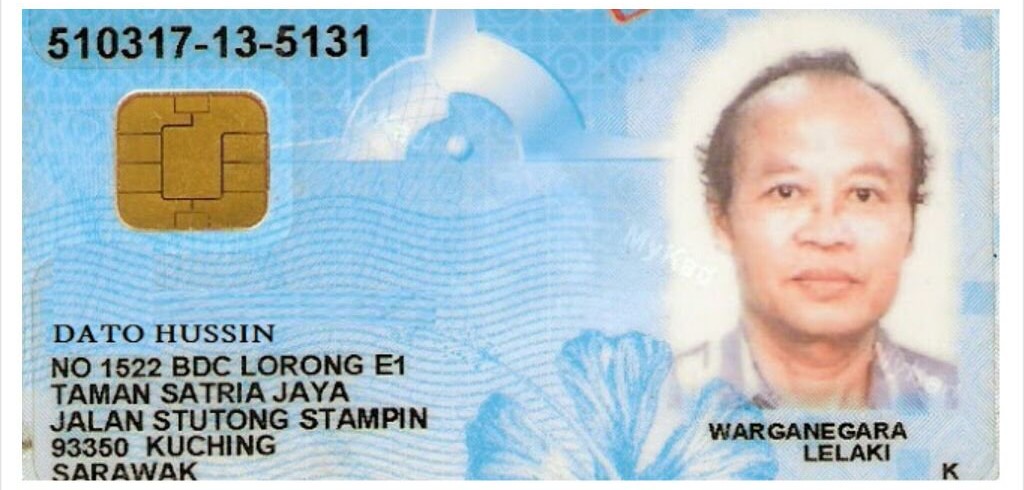 510317-13-5131
MyKad
DATO HUSSIN
NO 1522 BDC LORONG E1
TAMAN SATRIA JAYA
JALAN STUTONG STAMPIN
93350 KUCHING
SARAWAK
WARGANEGARA
LELAKI
K